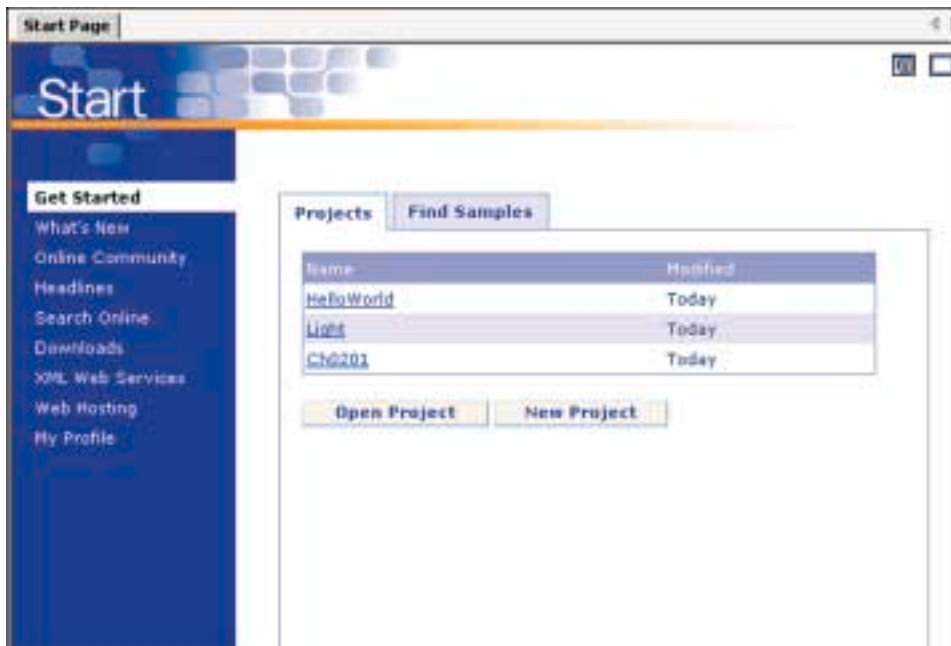 Start Page
Start
Get Started
What's New
Online Community
Headlines
Search Online
Downloads
XML Web Services
Web Hosting
My Profile
Projects Find Samples
Name Modified
HelloWorld Today
Light Today
Ch0201 Today
Open Project New Project